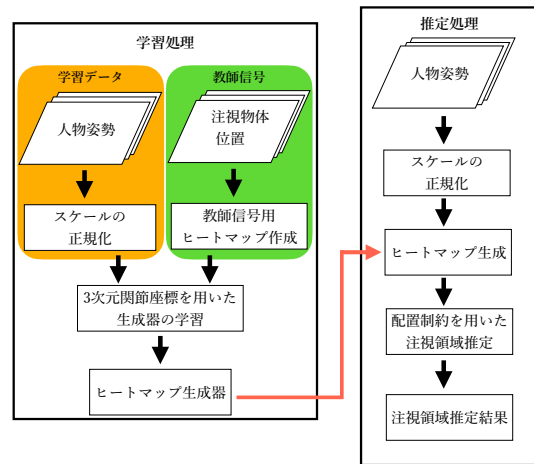 学習処理
学習データ
人物姿勢
スケールの
正規化
教師信号
注視物体
位置
教師信号用
ヒートマップ作成
3次元関節座標を用いた
生成器の学習
ヒートマップ生成器
推定処理
人物姿勢
スケールの
正規化
ヒートマップ生成
配置制約を用いた
注視領域推定
注視領域推定結果